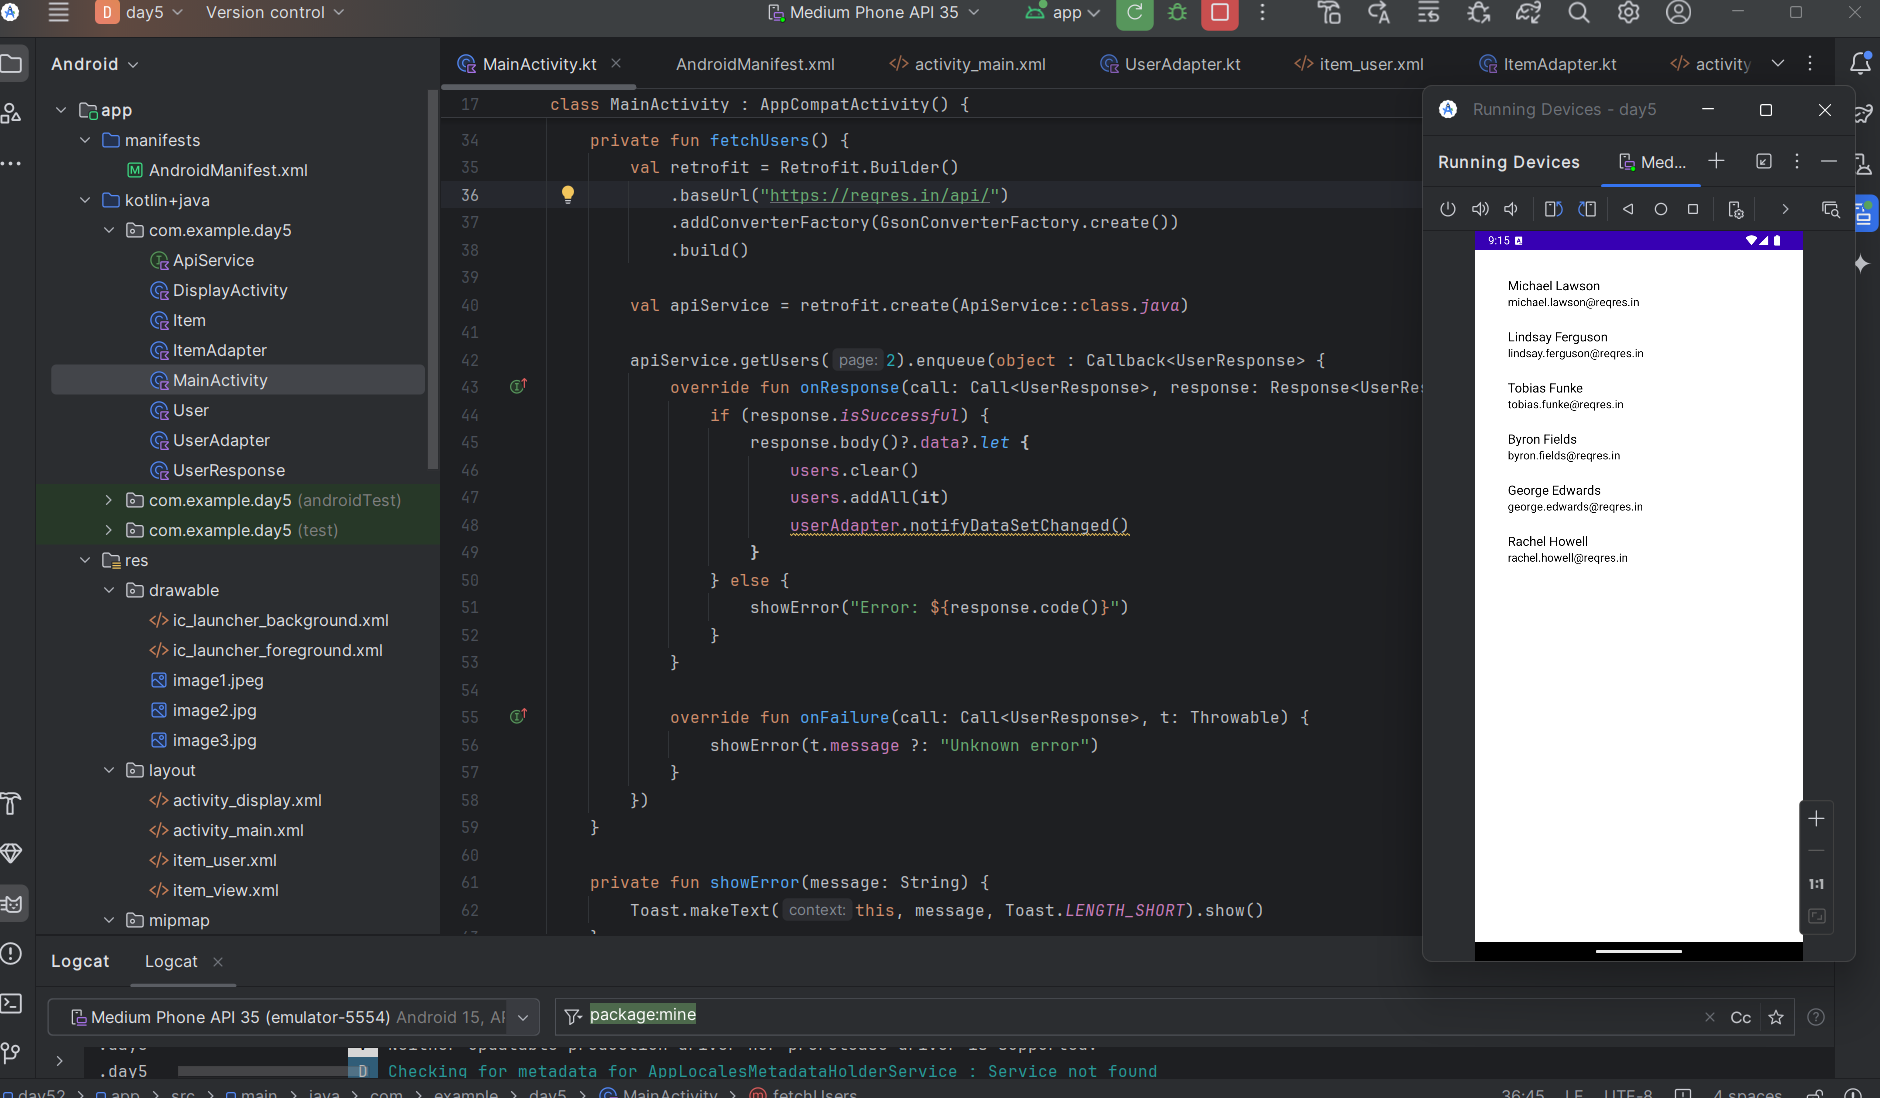 D day5 Version control Medium Phone API 35 app
Android
app
manifests
AndroidManifest.xml
kotlin+java
com.example.day5
ApiService
DisplayActivity
Item
ItemAdapter
MainActivity
User
UserAdapter
UserResponse
com.example.day5 (androidTest)
com.example.day5 (test)
res
drawable
ic_launcher_background.xml
ic_launcher_foreground.xml
image1.jpeg
image2.jpg
image3.jpg
layout
activity_display.xml
activity_main.xml
item_user.xml
item_view.xml
mipmap
MainActivity.kt AndroidManifest.xml activity_main.xml UserAdapter.kt item_user.xml ItemAdapter.kt activity
17 class MainActivity : AppCompatActivity() {
34 private fun fetchUsers() {
35 val retrofit = Retrofit.Builder()
36 .baseUrl("https://reqres.in/api/")
37 .addConverterFactory(GsonConverterFactory.create())
38 .build()
39
40 val apiService = retrofit.create(ApiService::class.java)
41
42 apiService.getUsers( page: 2).enqueue(object : Callback<UserResponse> {
43 override fun onResponse(call: Call<UserResponse>, response: Response<UserRes
44 if (response.isSuccessful) {
45 response.body()?.data?.let {
46 users.clear()
47 users.addAll(it)
48 userAdapter.notifyDataSetChanged()
49 }
50 } else {
51 showError("Error: ${response.code()}")
52 }
53 }
54
55 override fun onFailure(call: Call<UserResponse>, t: Throwable) {
56 showError(t.message ?: "Unknown error")
57 }
58 })
59 }
60
61 private fun showError(message: String) {
62 Toast.makeText( context: this, message, Toast.LENGTH_SHORT).show()
Running Devices - day5
Running Devices Med...
9:15
Michael Lawson
michael.lawson@reqres.in
Lindsay Ferguson
lindsay.ferguson@reqres.in
Tobias Funke
tobias.funke@reqres.in
Byron Fields
byron.fields@reqres.in
George Edwards
george.edwards@reqres.in
Rachel Howell
rachel.howell@reqres.in
1:1
Logcat Logcat
Medium Phone API 35 (emulator-5554) Android 15, AP package:mine Cc
.day5 Neither updatable production driver nor prerelease driver is supported.
.day5 D Checking for metadata for AppLocalesMetadataHolderService : Service not found
day52 > app > src > main > java > com > example > day5 > MainActivity > fetchUsers 36:45 LF UTF-8 4 spaces